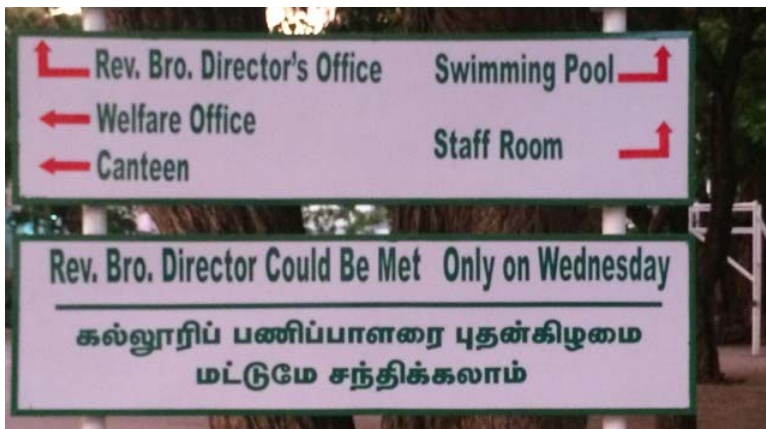 Rev. Bro. Director's Office
Welfare Office
Canteen
Swimming Pool
Staff Room
Rev. Bro. Director Could Be Met Only on Wednesday
கல்லூரிப் பணிப்பாளரை புதன்கிழமை
மட்டுமே சந்திக்கலாம்